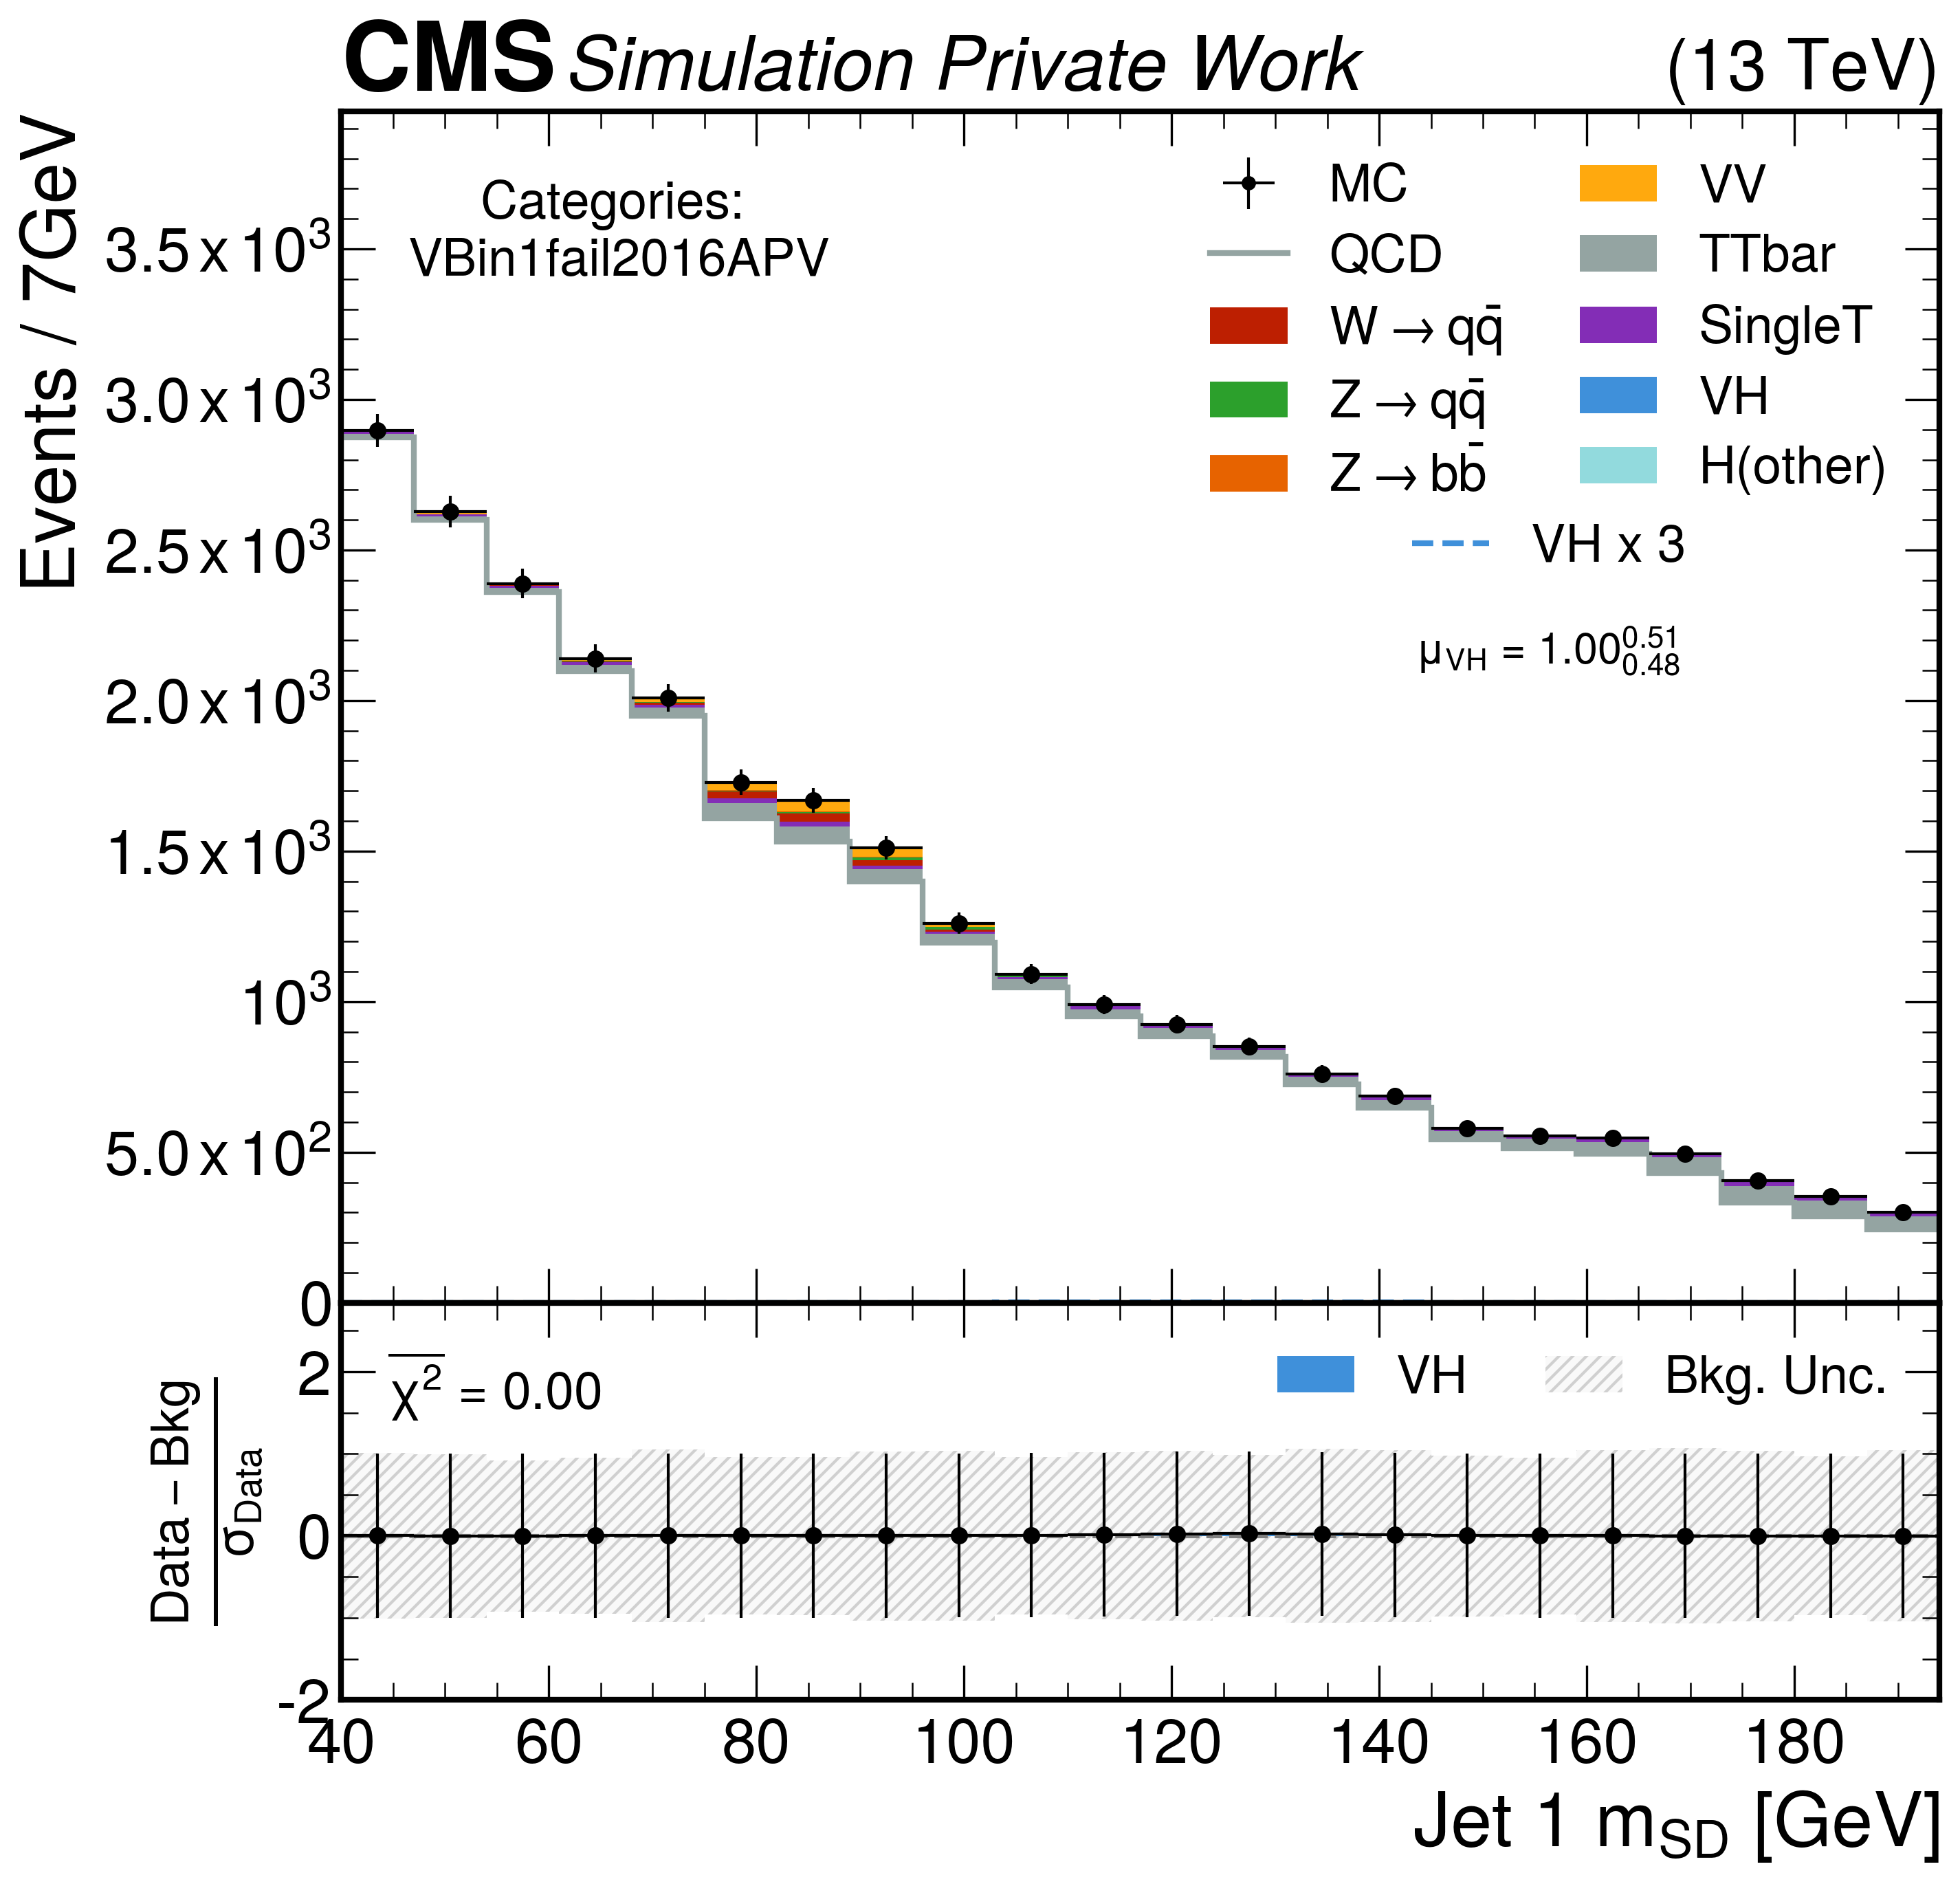 CMS Simulation Private Work (13 TeV)
Events / 7GeV
Categories:
VBin1fail2016APV
MC
QCD
W → qq̄
Z → qq̄
Z → bb̄
VV
TTbar
SingleT
VH
H(other)
VH x 3
μ_VH = 1.00^0.51_0.48
3.5 x 10³
3.0 x 10³
2.5 x 10³
2.0 x 10³
1.5 x 10³
10³
5.0 x 10²
0
Data – Bkg
σ_Data
χ² = 0.00
VH
Bkg. Unc.
2
0
-2
40 60 80 100 120 140 160 180
Jet 1 m_SD [GeV]